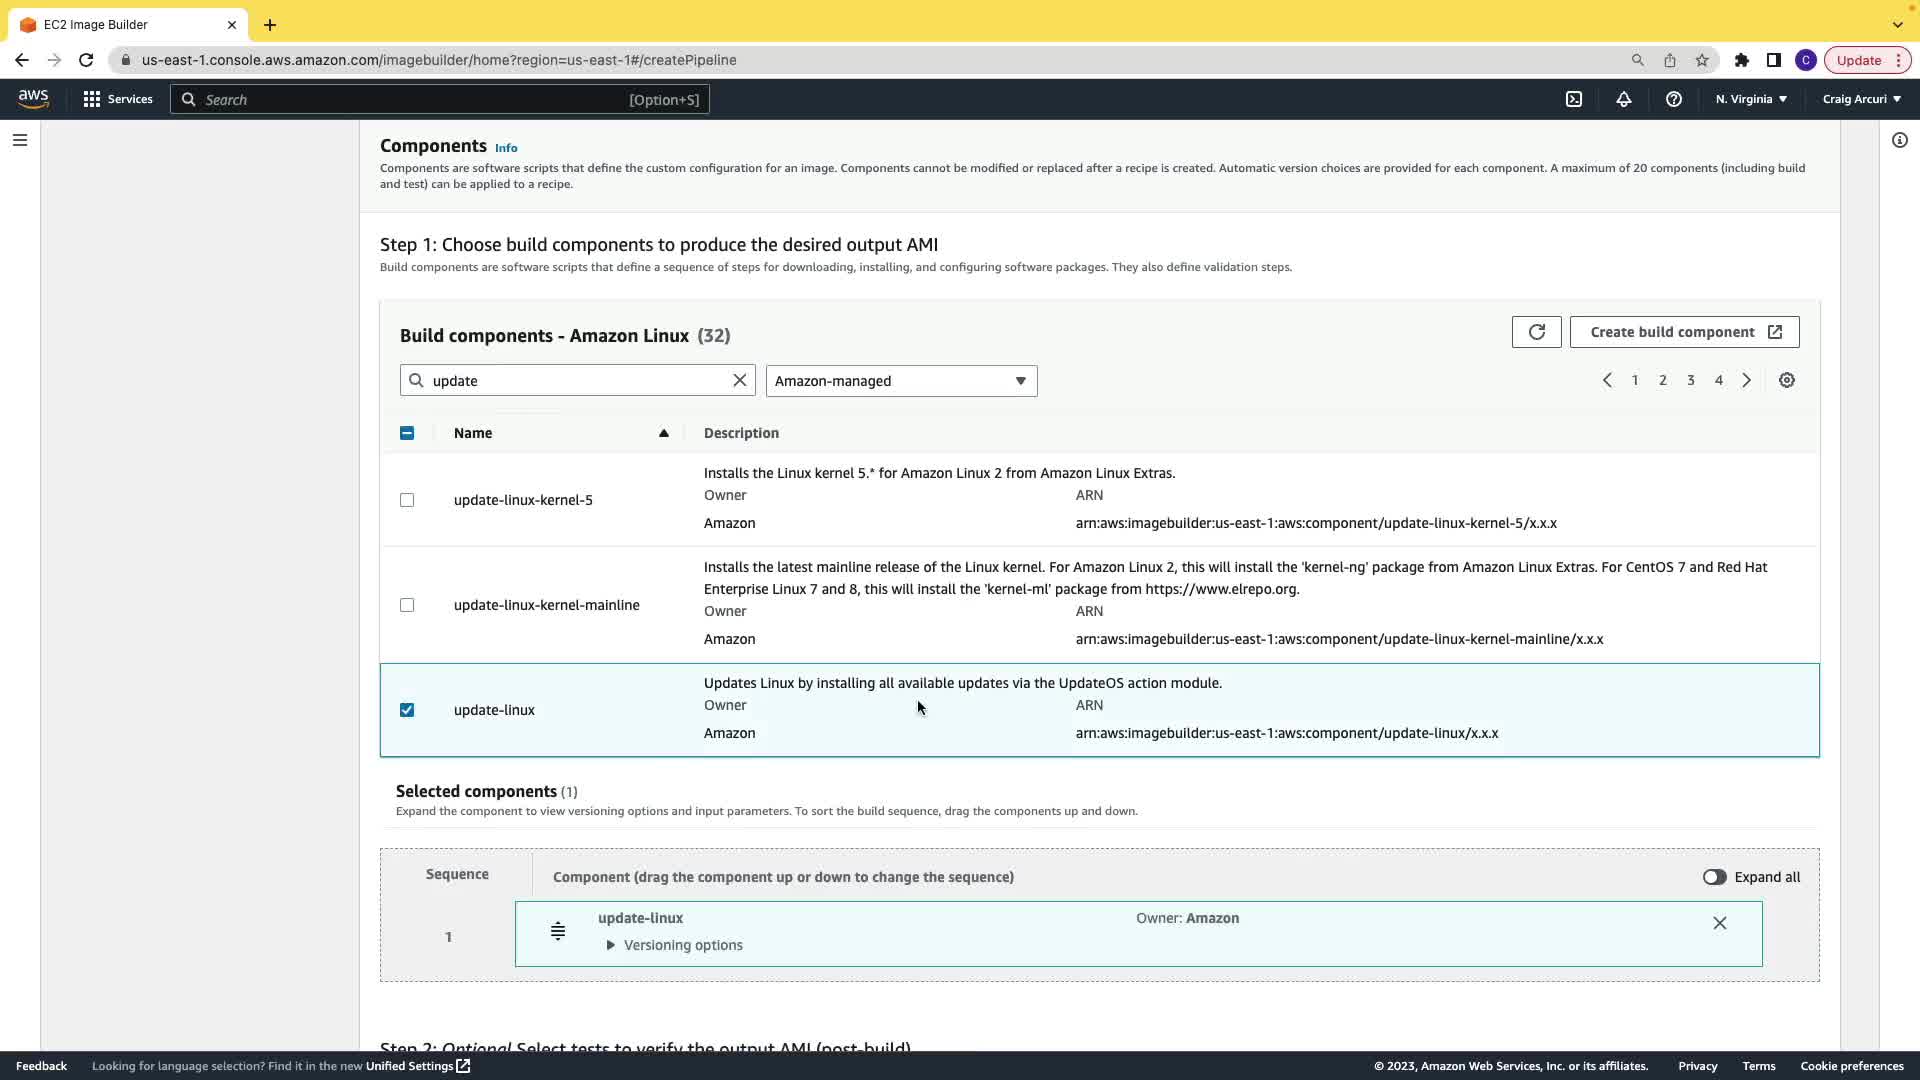 EC2 Image Builder
us-east-1.console.aws.amazon.com/imagebuilder/home?region=us-east-1#/createPipeline
C
Update
aws
Services
Search
[Option+S]
N. Virginia
Craig Arcuri
Components Info
Components are software scripts that define the custom configuration for an image. Components cannot be modified or replaced after a recipe is created. Automatic version choices are provided for each component. A maximum of 20 components (including build
and test) can be applied to a recipe.
Step 1: Choose build components to produce the desired output AMI
Build components are software scripts that define a sequence of steps for downloading, installing, and configuring software packages. They also define validation steps.
Build components - Amazon Linux (32)
Create build component
update
Amazon-managed
1 2 3 4
Name
Description
Installs the Linux kernel 5.* for Amazon Linux 2 from Amazon Linux Extras.
update-linux-kernel-5
Owner
ARN
Amazon
arn:aws:imagebuilder:us-east-1:aws:component/update-linux-kernel-5/x.x.x
Installs the latest mainline release of the Linux kernel. For Amazon Linux 2, this will install the 'kernel-ng' package from Amazon Linux Extras. For CentOS 7 and Red Hat
Enterprise Linux 7 and 8, this will install the 'kernel-ml' package from https://www.elrepo.org.
update-linux-kernel-mainline
Owner
ARN
Amazon
arn:aws:imagebuilder:us-east-1:aws:component/update-linux-kernel-mainline/x.x.x
Updates Linux by installing all available updates via the UpdateOS action module.
update-linux
Owner
ARN
Amazon
arn:aws:imagebuilder:us-east-1:aws:component/update-linux/x.x.x
Selected components (1)
Expand the component to view versioning options and input parameters. To sort the build sequence, drag the components up and down.
Sequence
Component (drag the component up or down to change the sequence)
Expand all
1
update-linux
Owner: Amazon
Versioning options
Step 2: Optional Select tests to verify the output AMI (post-build)
Feedback
Looking for language selection? Find it in the new Unified Settings
© 2023, Amazon Web Services, Inc. or its affiliates.
Privacy
Terms
Cookie preferences